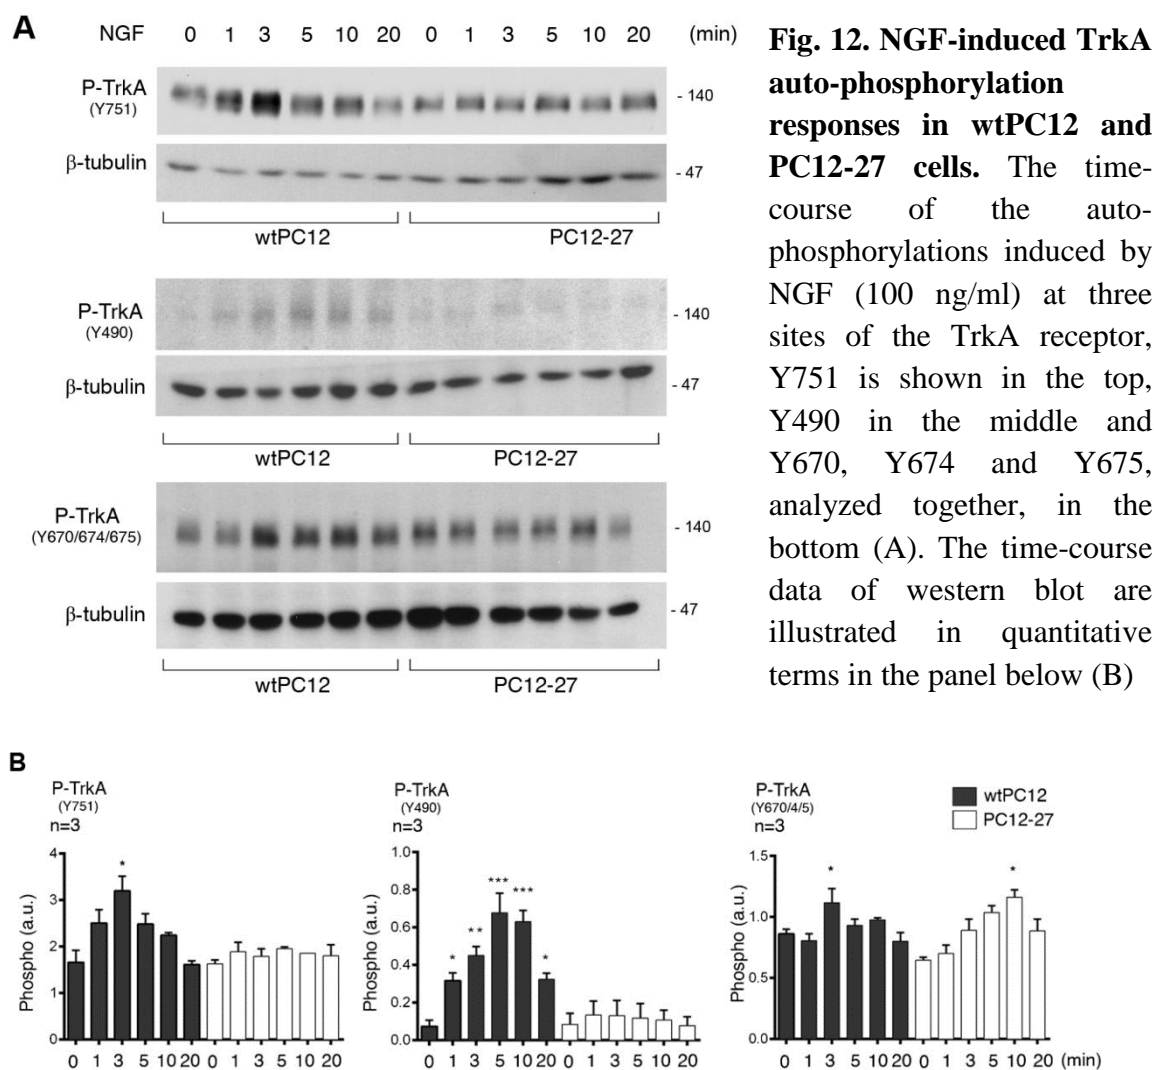 A
NGF 0 1 3 5 10 20 0 1 3 5 10 20 (min)
P-TrkA
(Y751)
- 140
β-tubulin
- 47
wtPC12 PC12-27
P-TrkA
(Y490)
- 140
β-tubulin
- 47
wtPC12 PC12-27
P-TrkA
(Y670/674/675)
- 140
β-tubulin
- 47
wtPC12 PC12-27
Fig. 12. NGF-induced TrkA
auto-phosphorylation
responses in wtPC12 and
PC12-27 cells. The time-
course of the auto-
phosphorylations induced by
NGF (100 ng/ml) at three
sites of the TrkA receptor,
Y751 is shown in the top,
Y490 in the middle and
Y670, Y674 and Y675,
analyzed together, in the
bottom (A). The time-course
data of western blot are
illustrated in quantitative
terms in the panel below (B)
B
P-TrkA
(Y751)
n=3
4
3
2
1
0
Phospho (a.u.)
*
0 1 3 5 10 20 0 1 3 5 10 20
P-TrkA
(Y490)
n=3
1.0
0.8
0.6
0.4
0.2
0.0
Phospho (a.u.)
* ** *** *** *
0 1 3 5 10 20 0 1 3 5 10 20
P-TrkA
(Y670/4/5)
n=3
1.5
1.0
0.5
0.0
Phospho (a.u.)
* *
0 1 3 5 10 20 0 1 3 5 10 20 (min)
wtPC12
PC12-27